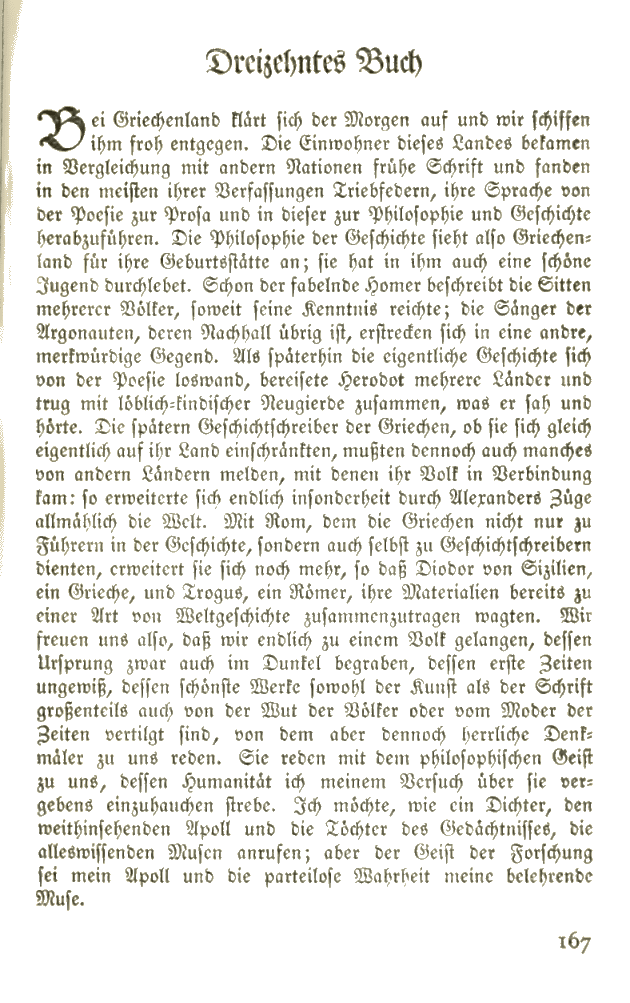 Dreizehntes Buch
Bei Griechenland klärt sich der Morgen auf und wir schiffen
ihm froh entgegen. Die Einwohner dieses Landes bekamen
in Vergleichung mit andern Nationen frühe Schrift und fanden
in den meisten ihrer Verfassungen Triebfedern, ihre Sprache von
der Poesie zur Prosa und in dieser zur Philosophie und Geschichte
herabzuführen. Die Philosophie der Geschichte sieht also Griechen-
land für ihre Geburtsstätte an; sie hat in ihm auch eine schöne
Jugend durchlebet. Schon der fabelnde Homer beschreibt die Sitten
mehrerer Völker, soweit seine Kenntnis reichte; die Sänger der
Argonauten, deren Nachhall übrig ist, erstrecken sich in eine andre,
merkwürdige Gegend. Als späterhin die eigentliche Geschichte sich
von der Poesie loswand, bereisete Herodot mehrere Länder und
trug mit löblich-kindischer Neugierde zusammen, was er sah und
hörte. Die spätern Geschichtschreiber der Griechen, ob sie sich gleich
eigentlich auf ihr Land einschränkten, mußten dennoch auch manches
von andern Ländern melden, mit denen ihr Volk in Verbindung
kam: so erweiterte sich endlich insonderheit durch Alexanders Züge
allmählich die Welt. Mit Rom, dem die Griechen nicht nur zu
Führern in der Geschichte, sondern auch selbst zu Geschichtschreibern
dienten, erweitert sie sich noch mehr, so daß Diodor von Sizilien,
ein Grieche, und Trogus, ein Römer, ihre Materialien bereits zu
einer Art von Weltgeschichte zusammenzutragen wagten. Wir
freuen uns also, daß wir endlich zu einem Volk gelangen, dessen
Ursprung zwar auch im Dunkel begraben, dessen erste Zeiten
ungewiß, dessen schönste Werke sowohl der Kunst als der Schrift
großenteils auch von der Wut der Völker oder vom Moder der
Zeiten vertilgt sind, von dem aber dennoch herrliche Denk-
mäler zu uns reden. Sie reden mit dem philosophischen Geist
zu uns, dessen Humanität ich meinem Versuch über sie ver-
gebens einzuhauchen strebe. Ich möchte, wie ein Dichter, den
weithinsehenden Apoll und die Töchter des Gedächtnisses, die
alleswissenden Musen anrufen; aber der Geist der Forschung
sei mein Apoll und die parteilose Wahrheit meine belehrende
Muse.
167